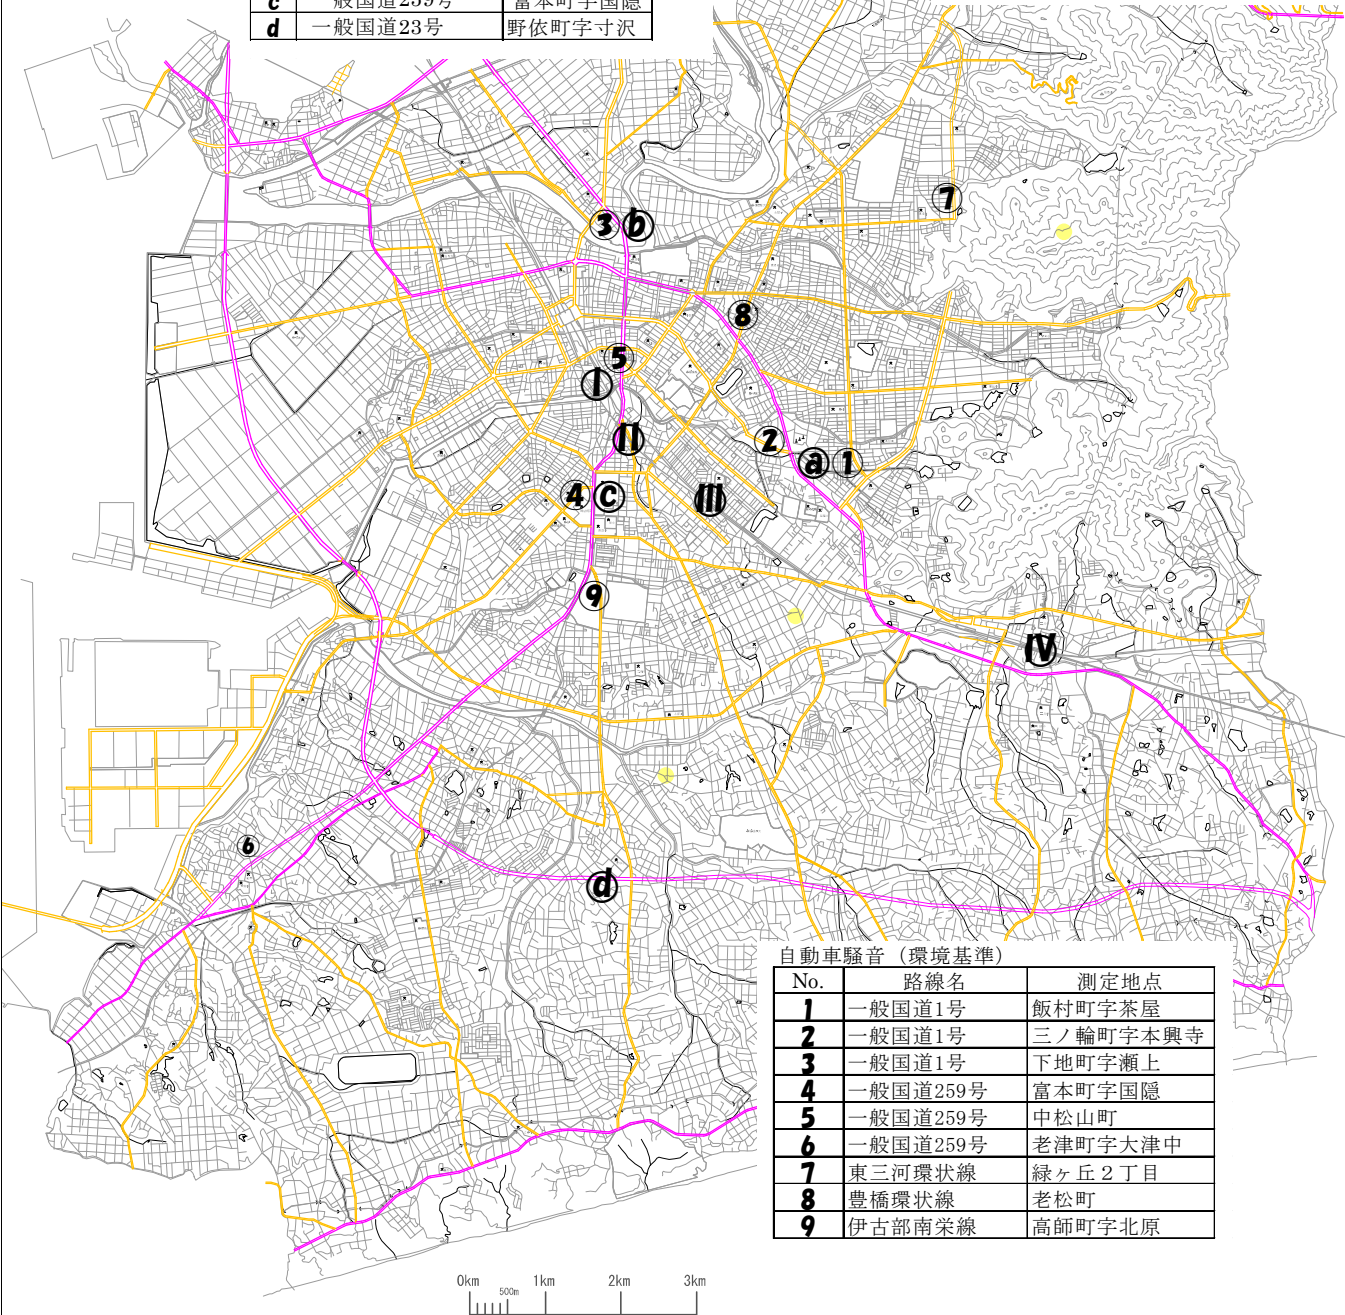 c 一般国道259号 富本町字国隠
d 一般国道23号 野依町字寸沢
7
3 b
8
5
I
II
2
a 1
4 c
III
9
IV
6
d
自動車騒音（環境基準）
No. 路線名 測定地点
1 一般国道1号 飯村町字茶屋
2 一般国道1号 三ノ輪町字本興寺
3 一般国道1号 下地町字瀬上
4 一般国道259号 富本町字国隠
5 一般国道259号 中松山町
6 一般国道259号 老津町字大津中
7 東三河環状線 緑ヶ丘２丁目
8 豊橋環状線 老松町
9 伊古部南栄線 高師町字北原
0km 500m 1km 2km 3km